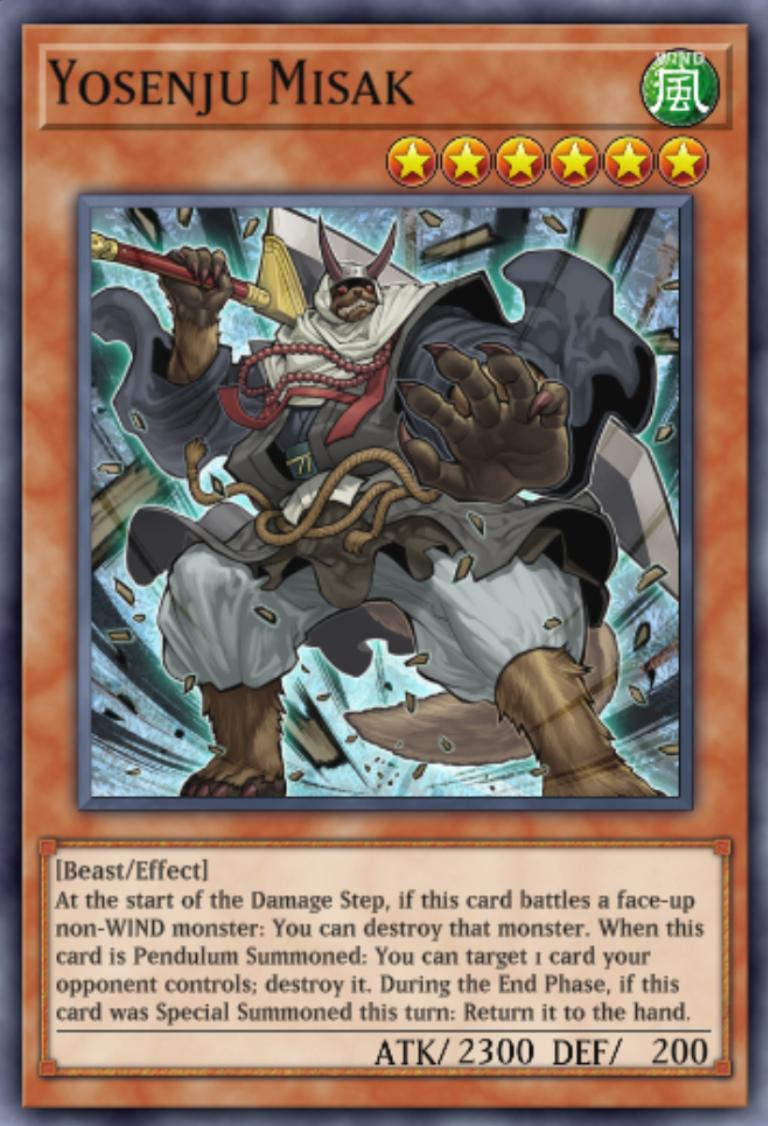 Yosenju Misak
WIND
風
[Beast/Effect]
At the start of the Damage Step, if this card battles a face-up
non-WIND monster: You can destroy that monster. When this
card is Pendulum Summoned: You can target 1 card your
opponent controls; destroy it. During the End Phase, if this
card was Special Summoned this turn: Return it to the hand.
ATK/ 2300 DEF/ 200